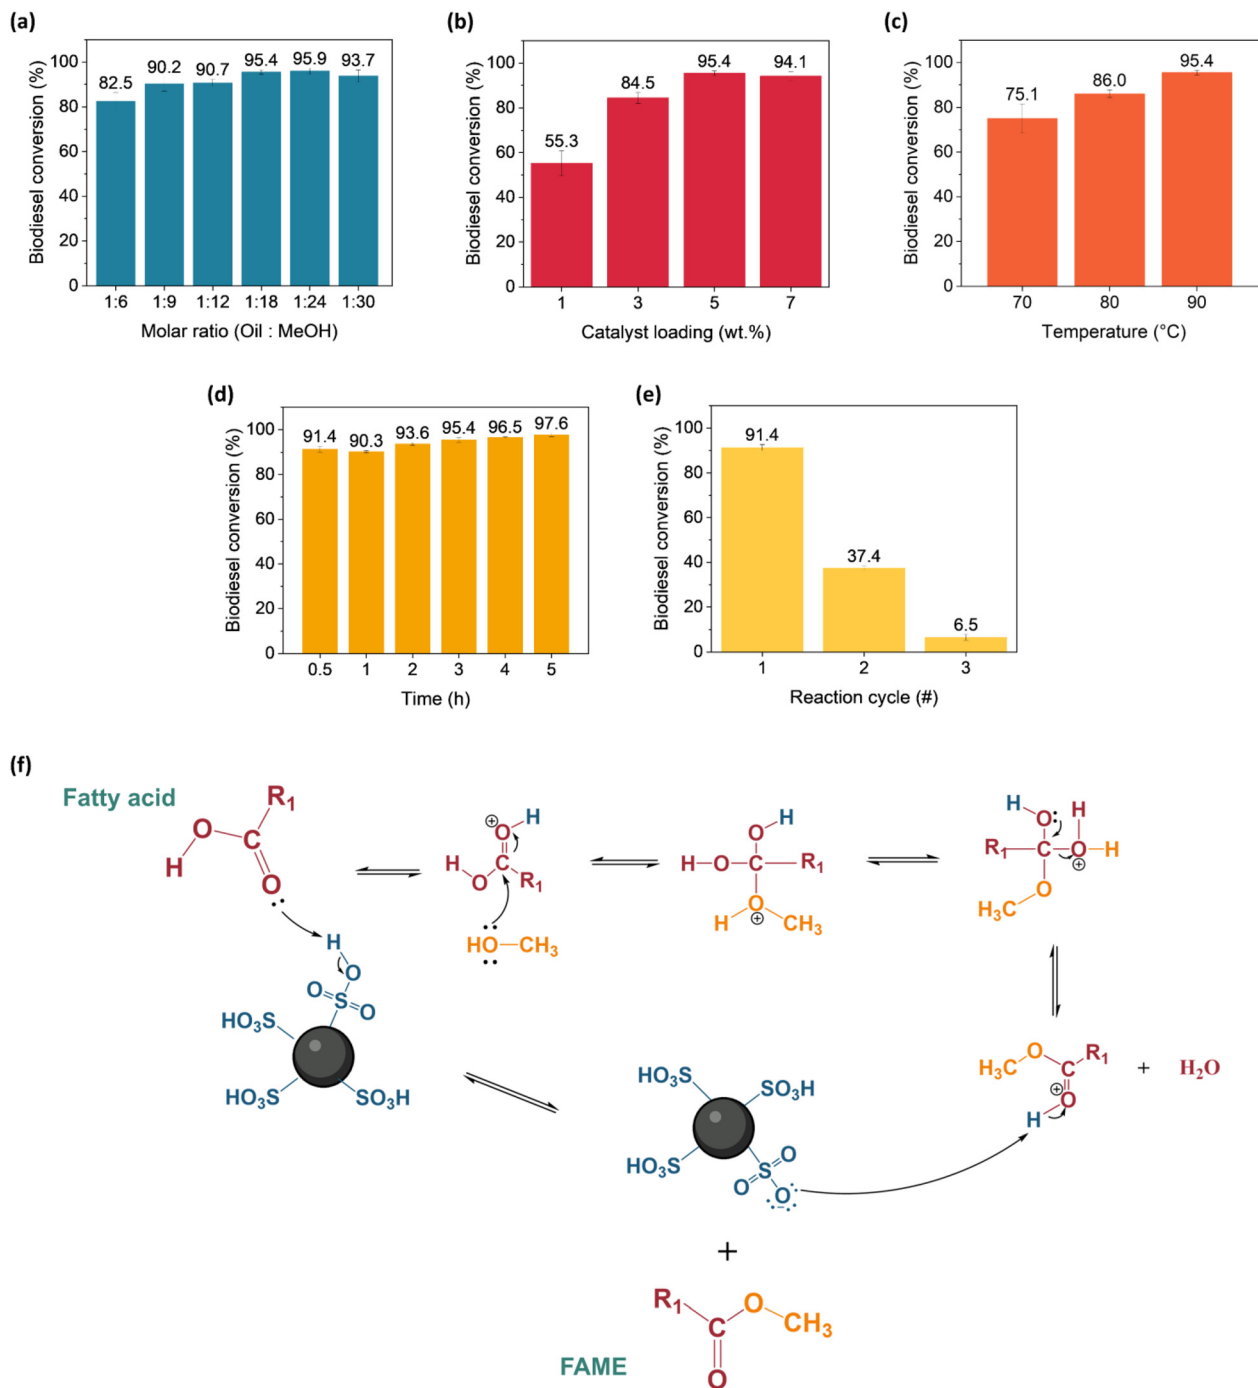 (a)
Biodiesel conversion (%)
100
80
60
40
20
0
82.5
90.2
90.7
95.4
95.9
93.7
1:6
1:9
1:12
1:18
1:24
1:30
Molar ratio (Oil : MeOH)
(b)
Biodiesel conversion (%)
100
80
60
40
20
0
55.3
84.5
95.4
94.1
1
3
5
7
Catalyst loading (wt.%)
(c)
Biodiesel conversion (%)
100
80
60
40
20
0
75.1
86.0
95.4
70
80
90
Temperature (°C)
(d)
Biodiesel conversion (%)
100
80
60
40
20
0
91.4
90.3
93.6
95.4
96.5
97.6
0.5
1
2
3
4
5
Time (h)
(e)
Biodiesel conversion (%)
100
80
60
40
20
0
91.4
37.4
6.5
1
2
3
Reaction cycle (#)
(f)
Fatty acid
R₁
O
C
H
O
H
O
S
O
O
HO₃S
HO₃S
SO₃H
⊕
O
H
H
C
O
R₁
HO
CH₃
O
H
H
O
C
R₁
O
H
⊕
CH₃
H
O
H
R₁
C
O
H
⊕
O
H₃C
O
R₁
H₃C
C
⊕
O
H
+
H₂O
HO₃S
SO₃H
HO₃S
O
S
O
O
−
+
R₁
O
C
CH₃
O
FAME